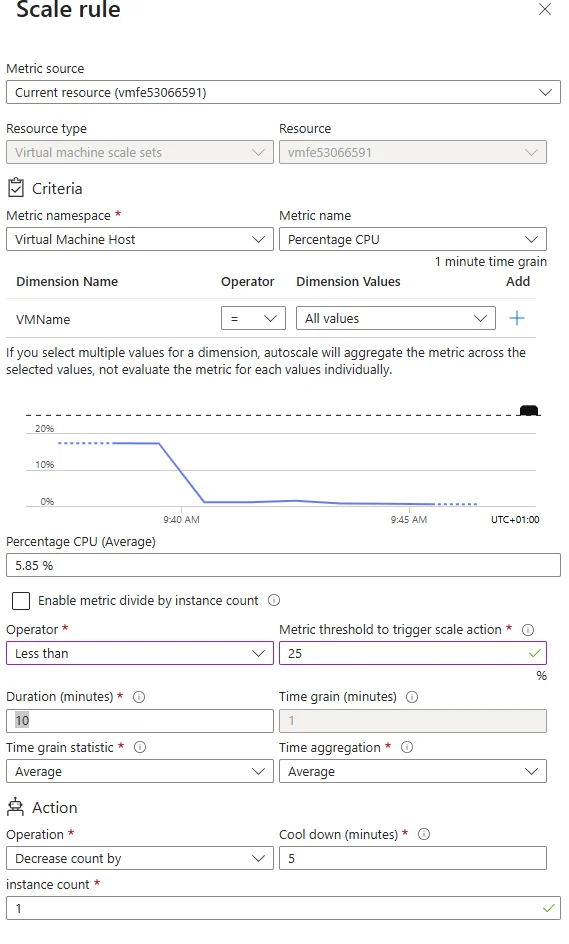 Scale rule
Metric source
Current resource (vmfe53066591)
Resource type Resource
Virtual machine scale sets vmfe53066591
Criteria
Metric namespace * Metric name
Virtual Machine Host Percentage CPU
1 minute time grain
Dimension Name Operator Dimension Values Add
VMName = All values
If you select multiple values for a dimension, autoscale will aggregate the metric across the
selected values, not evaluate the metric for each values individually.
20%
10%
0%
9:40 AM 9:45 AM UTC+01:00
Percentage CPU (Average)
5.85 %
Enable metric divide by instance count
Operator * Metric threshold to trigger scale action *
Less than 25
%
Duration (minutes) * Time grain (minutes)
10 1
Time grain statistic * Time aggregation *
Average Average
Action
Operation * Cool down (minutes) *
Decrease count by 5
instance count *
1